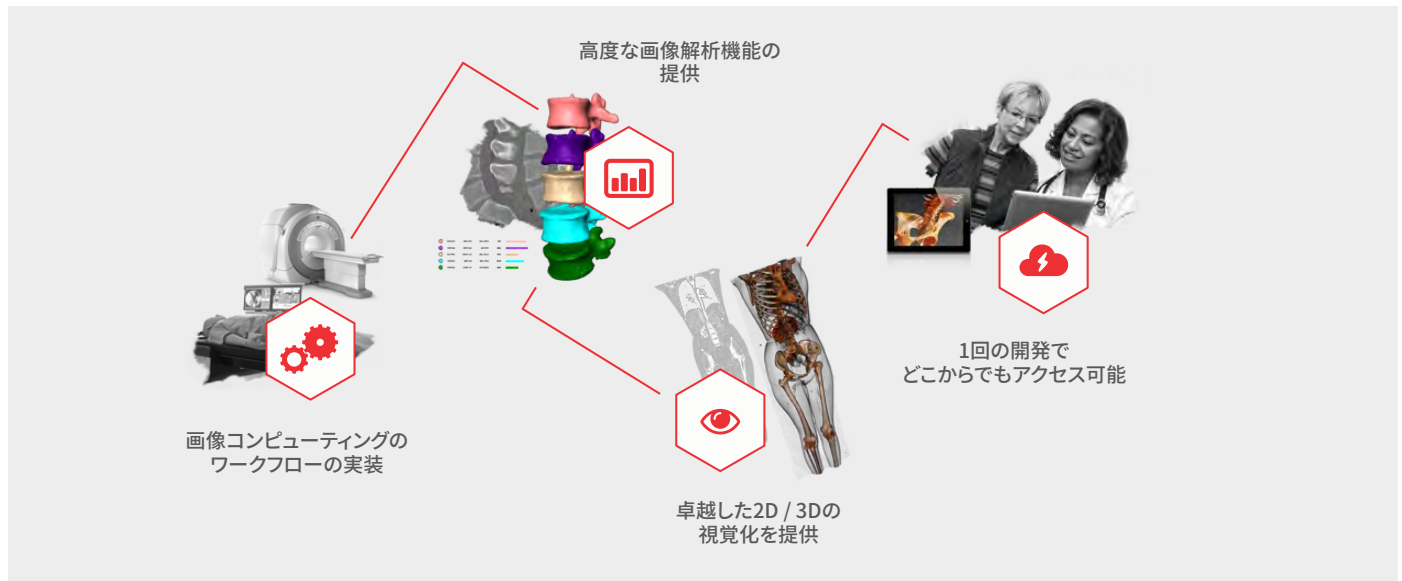 高度な画像解析機能の
提供
1回の開発で
どこからでもアクセス可能
画像コンピューティングの
ワークフローの実装
卓越した2D / 3Dの
視覚化を提供